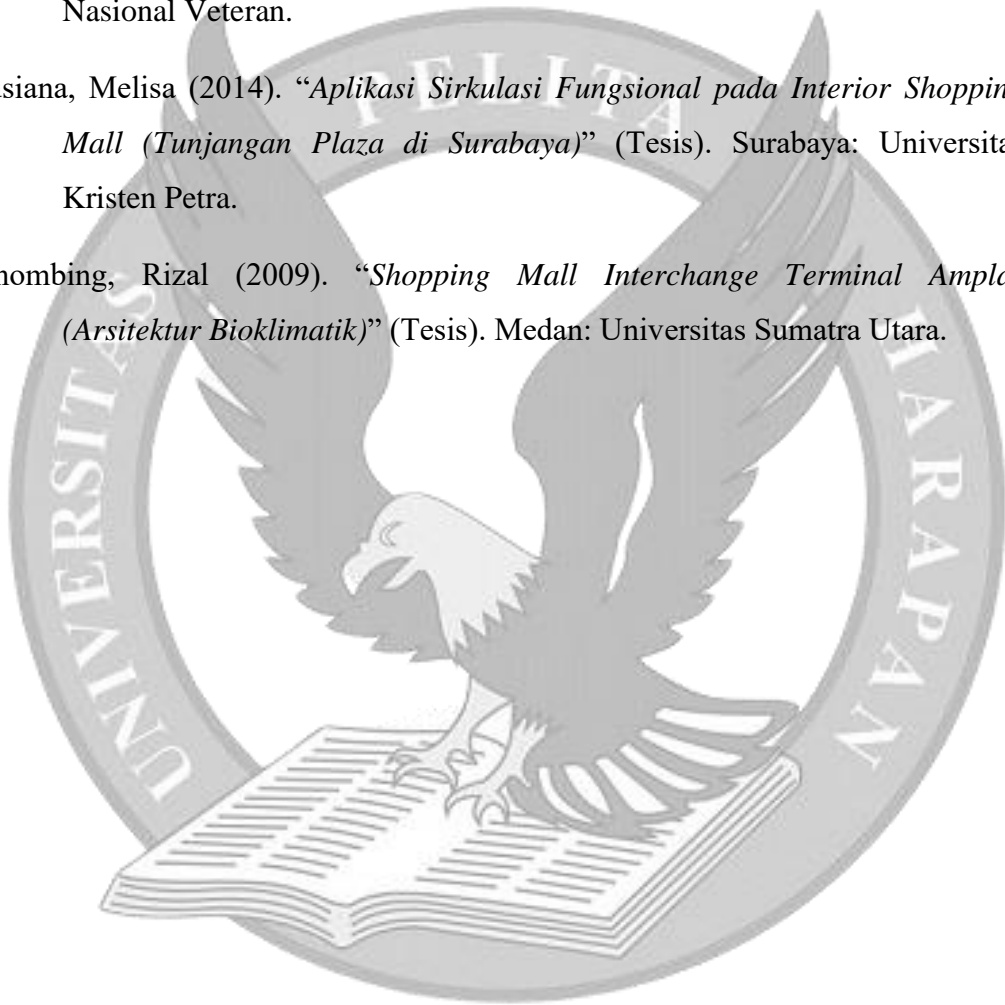 Nasional Veteran.
usiana, Melisa (2014). “Aplikasi Sirkulasi Fungsional pada Interior Shoppin
Mall (Tunjangan Plaza di Surabaya)” (Tesis). Surabaya: Universita
Kristen Petra.
hombing, Rizal (2009). “Shopping Mall Interchange Terminal Ampla
(Arsitektur Bioklimatik)” (Tesis). Medan: Universitas Sumatra Utara.
UNIVERSITAS PELITA HARAPAN